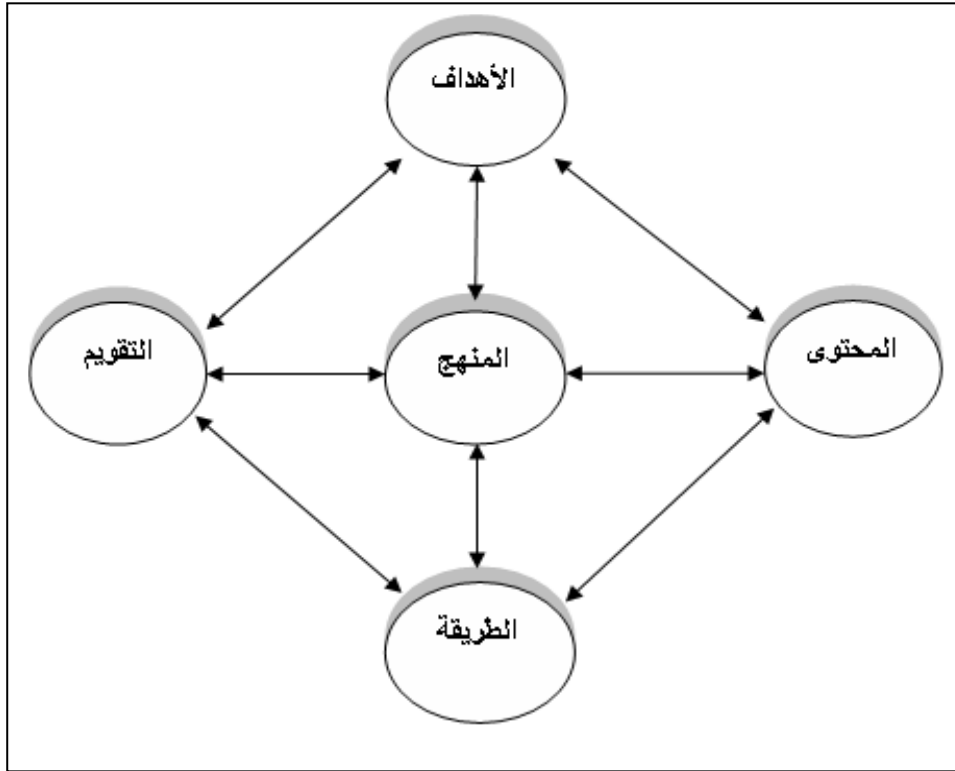 الأهداف
التقويم
المنهج
المحتوى
الطريقة